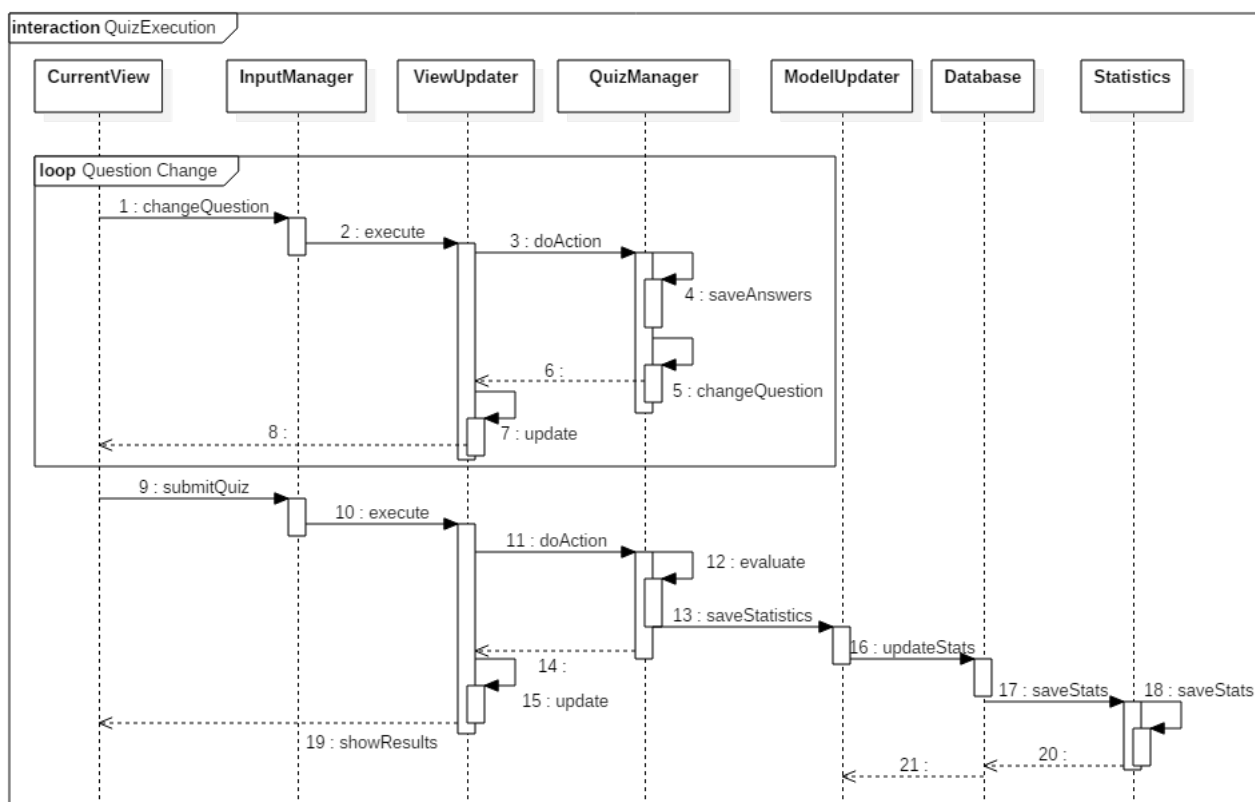 interaction QuizExecution
CurrentView
InputManager
ViewUpdater
QuizManager
ModelUpdater
Database
Statistics
loop Question Change
1 : changeQuestion
2 : execute
3 : doAction
4 : saveAnswers
6 :
5 : changeQuestion
8 :
7 : update
9 : submitQuiz
10 : execute
11 : doAction
12 : evaluate
13 : saveStatistics
16 : updateStats
14 :
17 : saveStats
18 : saveStats
15 : update
19 : showResults
20 :
21 :